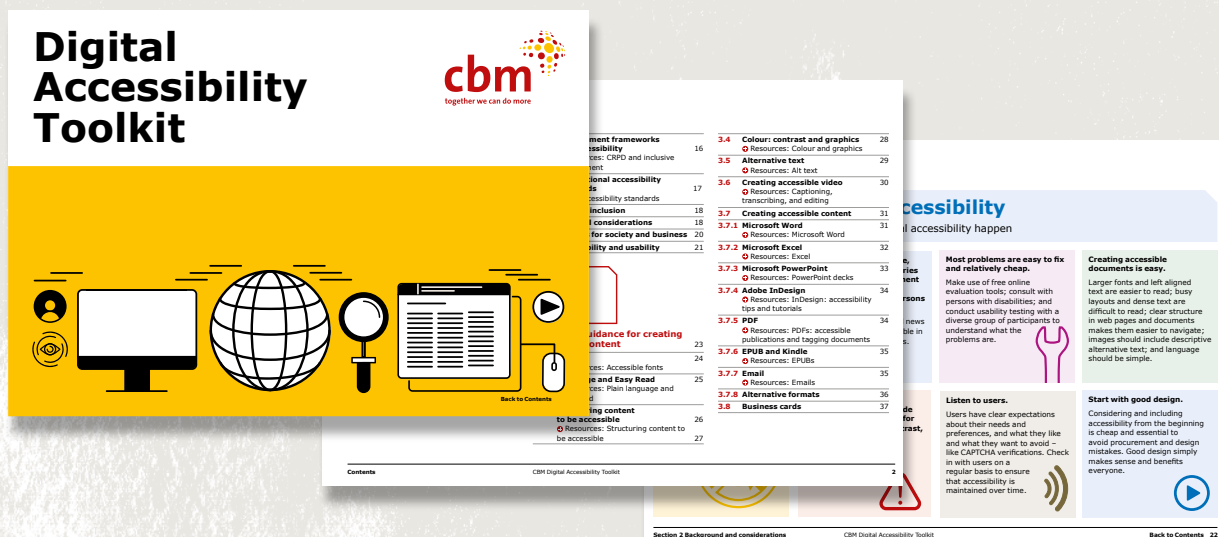 Digital
Accessibility
Toolkit
cbm
together we can do more
Back to Contents
frameworks
16
CRPD and inclusive
accessibility
17
accessibility standards
inclusion 18
considerations 18
for society and business 20
and usability 21
guidance for creating
content 23
24
Accessible fonts
and Easy Read 25
Plain language and
content
to be accessible 26
Resources: Structuring content to
be accessible 27
3.4 Colour: contrast and graphics 28
Resources: Colour and graphics
3.5 Alternative text 29
Resources: Alt text
3.6 Creating accessible video 30
Resources: Captioning,
transcribing, and editing
3.7 Creating accessible content 31
3.7.1 Microsoft Word 31
Resources: Microsoft Word
3.7.2 Microsoft Excel 32
Resources: Excel
3.7.3 Microsoft PowerPoint 33
Resources: PowerPoint decks
3.7.4 Adobe InDesign 34
Resources: InDesign: accessibility
tips and tutorials
3.7.5 PDF 34
Resources: PDFs: accessible
publications and tagging documents
3.7.6 EPUB and Kindle 35
Resources: EPUBs
3.7.7 Email 35
Resources: Emails
3.7.8 Alternative formats 36
3.8 Business cards 37
Contents CBM Digital Accessibility Toolkit 2
accessibility happen
news
Most problems are easy to fix
and relatively cheap.
Make use of free online
evaluation tools; consult with
persons with disabilities; and
conduct usability testing with a
diverse group of participants to
understand what the
problems are.
Creating accessible
documents is easy.
Larger fonts and left aligned
text are easier to read; busy
layouts and dense text are
difficult to read; clear structure
in web pages and documents
makes them easier to navigate;
images should include descriptive
alternative text; and language
should be simple.
for
Listen to users.
Users have clear expectations
about their needs and
preferences, and what they like
and what they want to avoid –
like CAPTCHA verifications. Check
in with users on a
regular basis to ensure
that accessibility is
maintained over time.
Start with good design.
Considering and including
accessibility from the beginning
is cheap and essential to
avoid procurement and design
mistakes. Good design simply
makes sense and benefits
everyone.
Section 2 Background and considerations CBM Digital Accessibility Toolkit Back to Contents 22